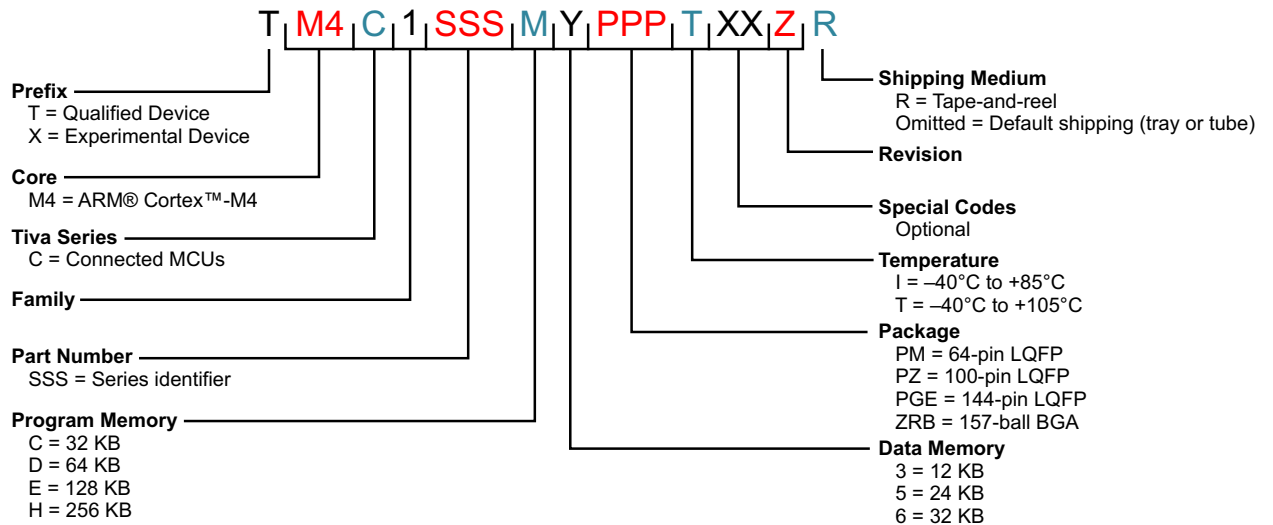 T M4 C 1 SSS M Y PPP T XX Z R
Prefix
T = Qualified Device
X = Experimental Device
Core
M4 = ARM® Cortex™-M4
Tiva Series
C = Connected MCUs
Family
Part Number
SSS = Series identifier
Program Memory
C = 32 KB
D = 64 KB
E = 128 KB
H = 256 KB
Shipping Medium
R = Tape-and-reel
Omitted = Default shipping (tray or tube)
Revision
Special Codes
Optional
Temperature
I = –40°C to +85°C
T = –40°C to +105°C
Package
PM = 64-pin LQFP
PZ = 100-pin LQFP
PGE = 144-pin LQFP
ZRB = 157-ball BGA
Data Memory
3 = 12 KB
5 = 24 KB
6 = 32 KB